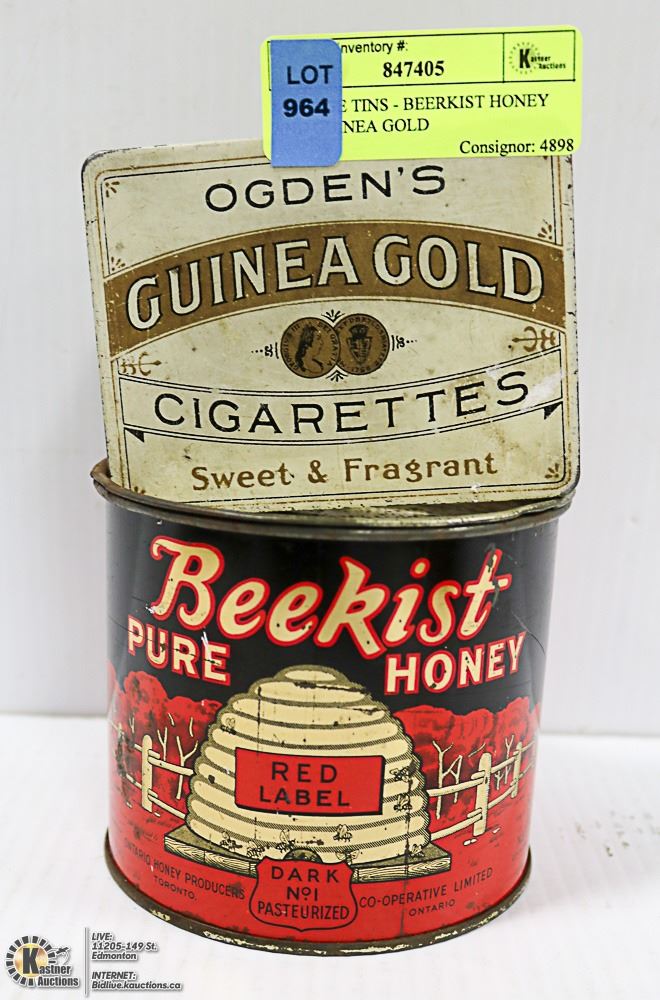 Inventory #:
847405
Kastner
Auctions
LOT
964
TINS - BEERKIST HONEY
GOLD
Consignor: 4898
OGDEN'S
GUINEA GOLD
CIGARETTES
Sweet & Fragrant
Beekist
PURE HONEY
RED
LABEL
DARK
Nº1
PASTEURIZED
ONTARIO HONEY PRODUCERS CO-OPERATIVE LIMITED
TORONTO. ONTARIO
Kastner
Auctions
LIVE:
11205-149 St.
Edmonton
INTERNET:
Bidlive.kauctions.ca